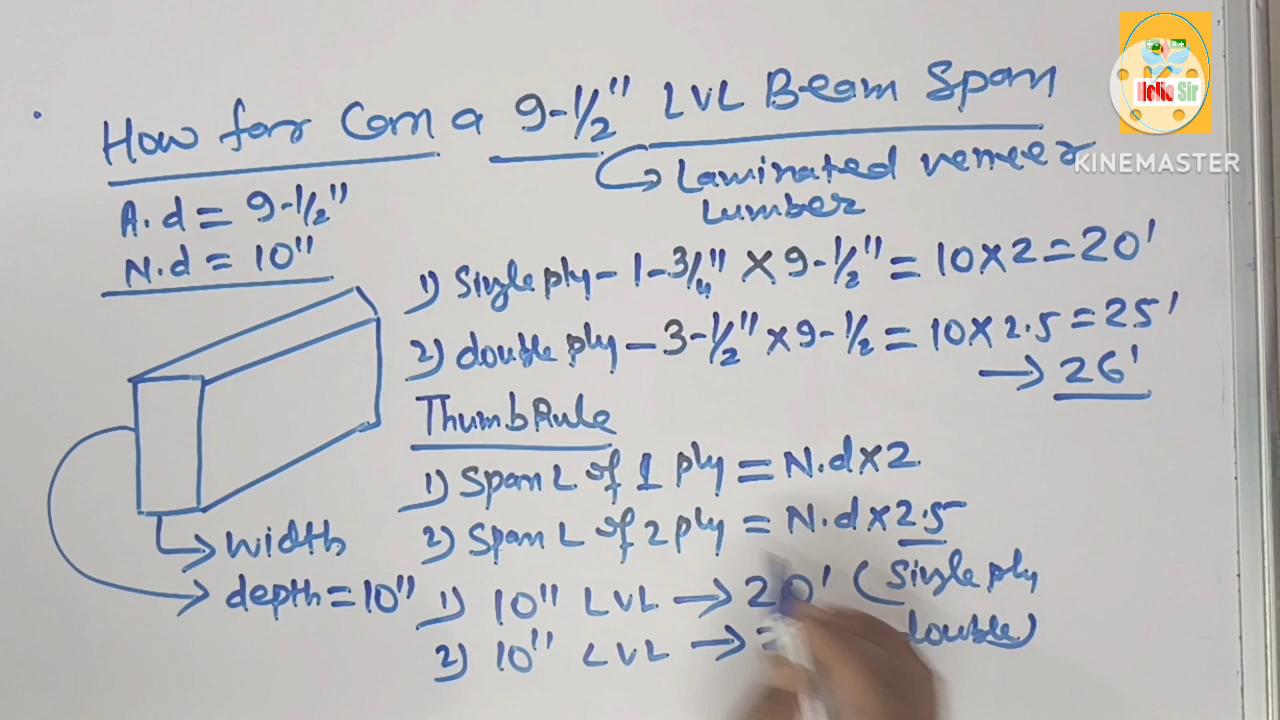 How far Can a 9-1/2" LVL Beam Span
Laminated veneer
Lumber
A.d = 9-1/2"
N.d = 10"
1) Single ply - 1-3/4" × 9-1/2" = 10×2 = 20'
2) double ply - 3-1/2" × 9-1/2 = 10×2.5 = 25'
→ 26'
Thumb Rule
1) Span L of 1 ply = N.d×2
2) Span L of 2 ply = N.d×2.5
width
depth = 10"
1) 10" LVL → 20' (Single ply
2) 10" LVL → double)
Hello Sir
KINEMASTER